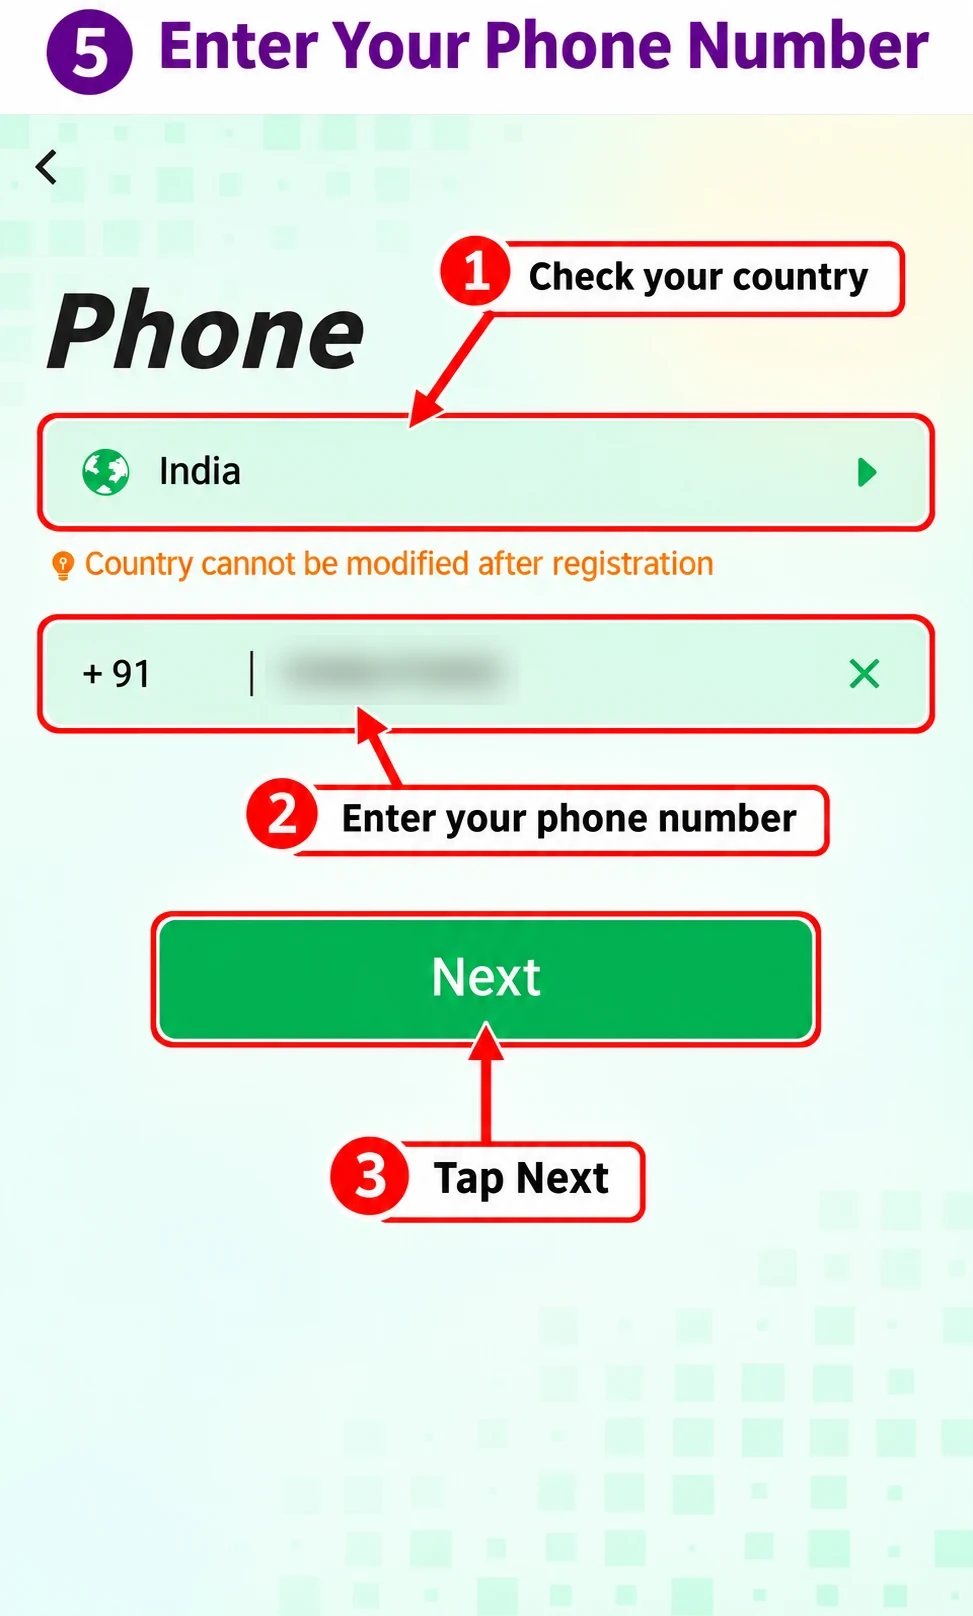 5 Enter Your Phone Number
1 Check your country
Phone
India
Country cannot be modified after registration
+ 91
2 Enter your phone number
Next
3 Tap Next